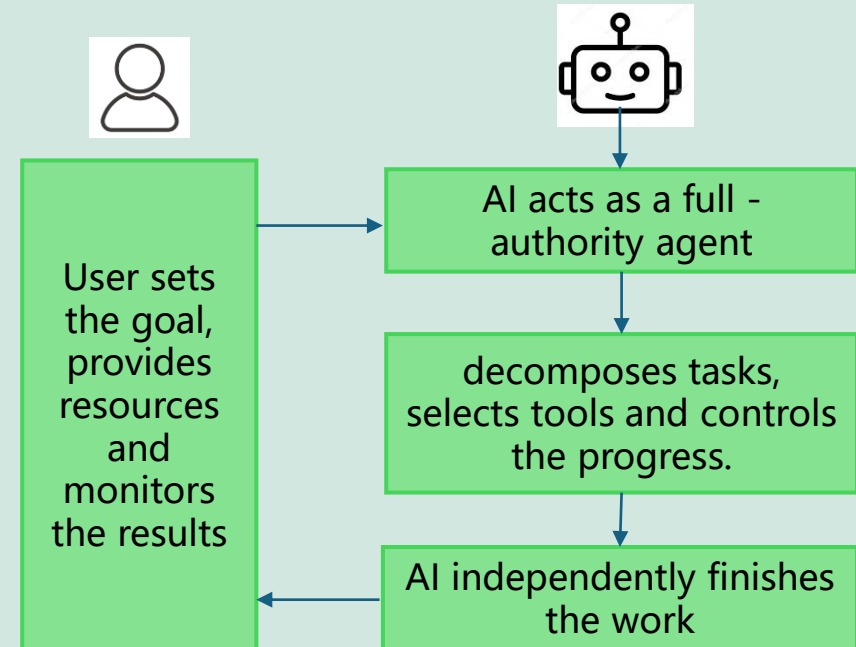 User sets
the goal,
provides
resources
and
monitors
the results
AI acts as a full -
authority agent
decomposes tasks,
selects tools and controls
the progress.
AI independently finishes
the work